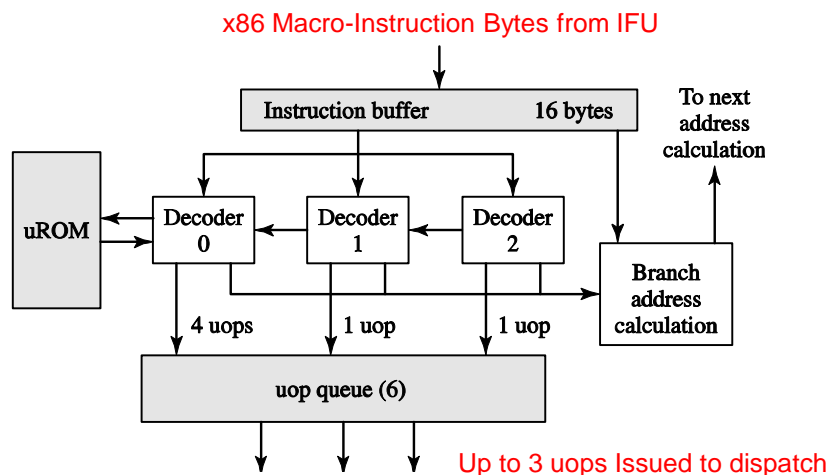 x86 Macro-Instruction Bytes from IFU
Instruction buffer 16 bytes
To next
address
calculation
uROM
Decoder
0
Decoder
1
Decoder
2
Branch
address
calculation
4 uops
1 uop
1 uop
uop queue (6)
Up to 3 uops Issued to dispatch